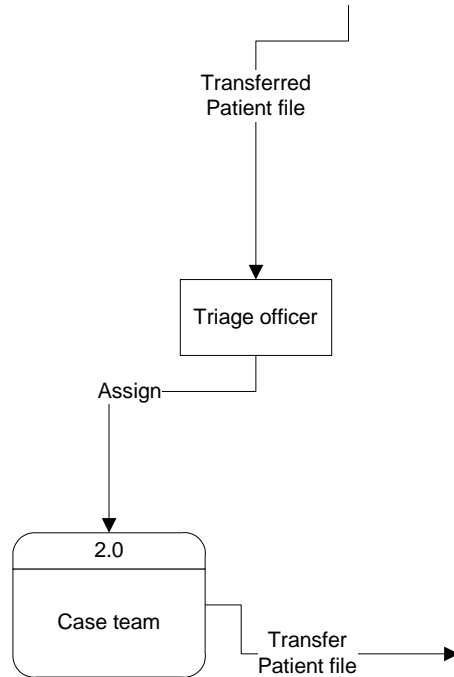 Transferred
Patient file
Triage officer
Assign
2.0
Case team
Transfer
Patient file